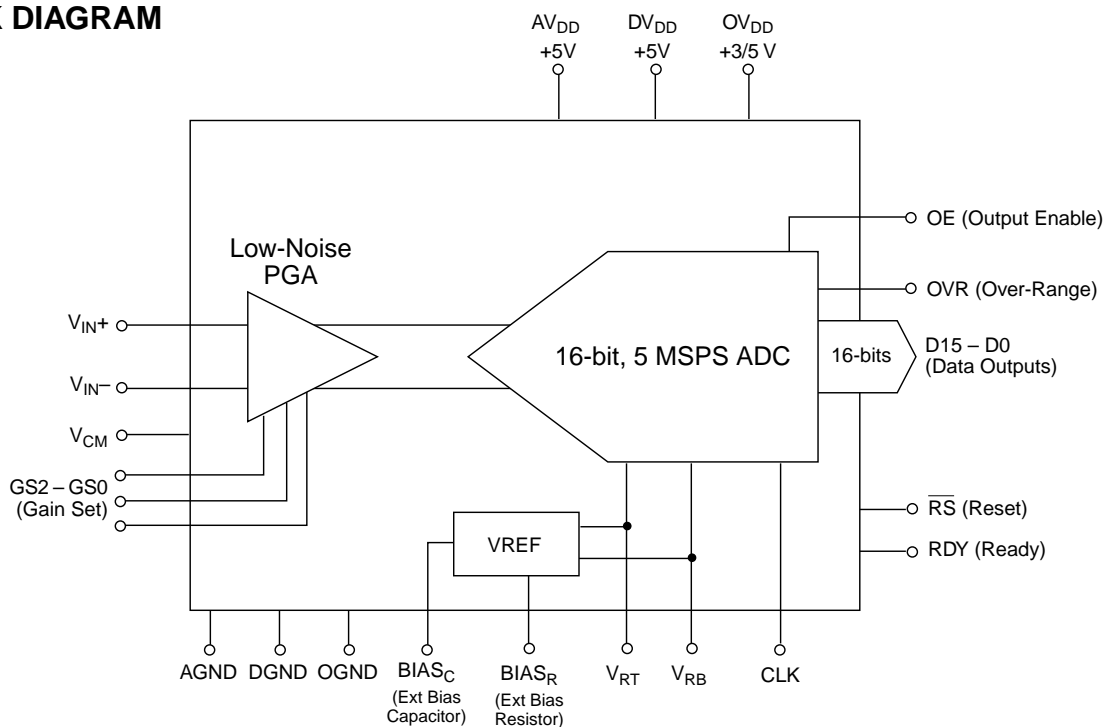 K DIAGRAM
AVDD
+5V
DVDD
+5V
OVDD
+3/5 V
OE (Output Enable)
Low-Noise
PGA
OVR (Over-Range)
VIN+
16-bit, 5 MSPS ADC
16-bits
D15 – D0
(Data Outputs)
VIN–
VCM
GS2 – GS0
(Gain Set)
RS (Reset)
VREF
RDY (Ready)
AGND
DGND
OGND
BIASC
(Ext Bias
Capacitor)
BIASR
(Ext Bias
Resistor)
VRT
VRB
CLK